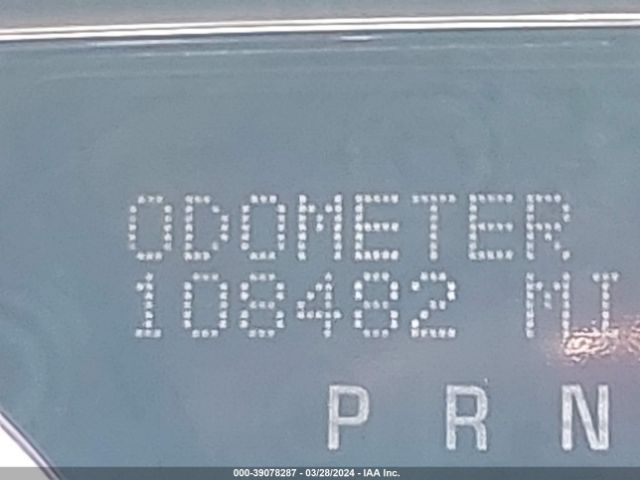 ODOMETER
108482 MI
P R N
000-39078287 - 03/28/2024 - IAA Inc.